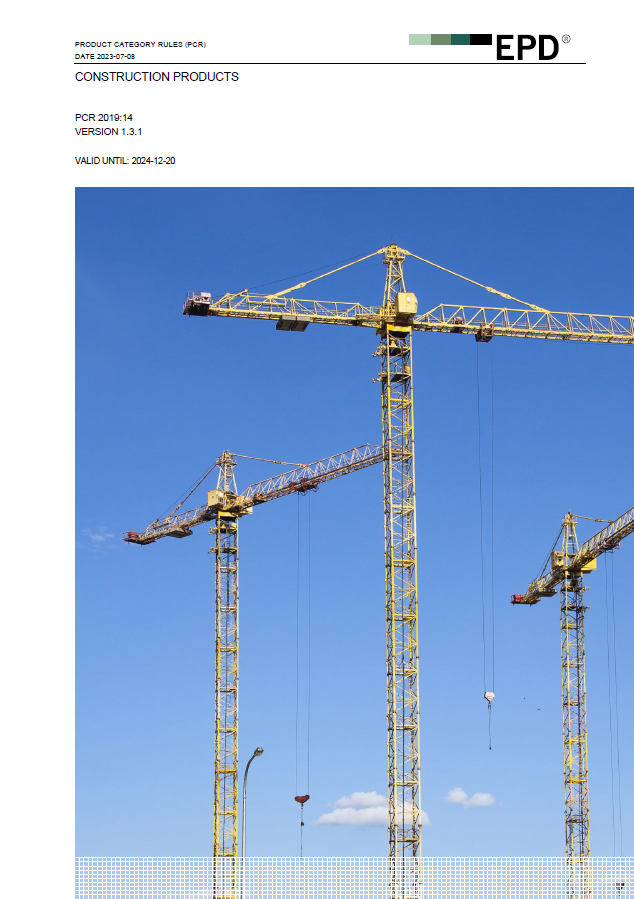 PRODUCT CATEGORY RULES (PCR)
DATE 2023-07-08
EPD®
CONSTRUCTION PRODUCTS
PCR 2019:14
VERSION 1.3.1
VALID UNTIL: 2024-12-20